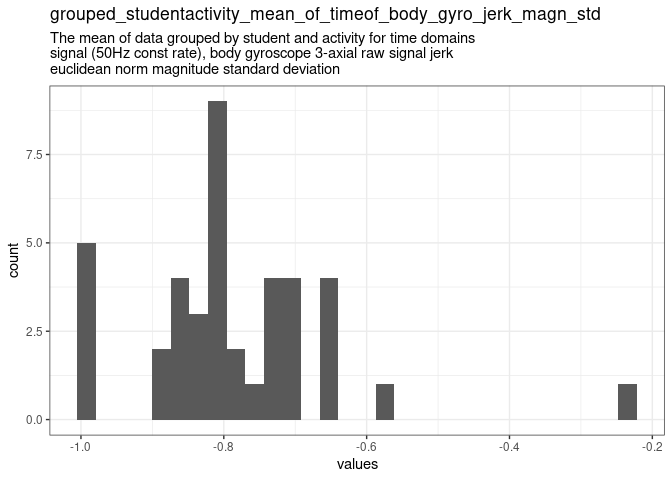 grouped_studentactivity_mean_of_timeof_body_gyro_jerk_magn_std
The mean of data grouped by student and activity for time domains
signal (50Hz const rate), body gyroscope 3-axial raw signal jerk
euclidean norm magnitude standard deviation
7.5
5.0
count
2.5
0.0
-1.0 -0.8 -0.6 -0.4 -0.2
values